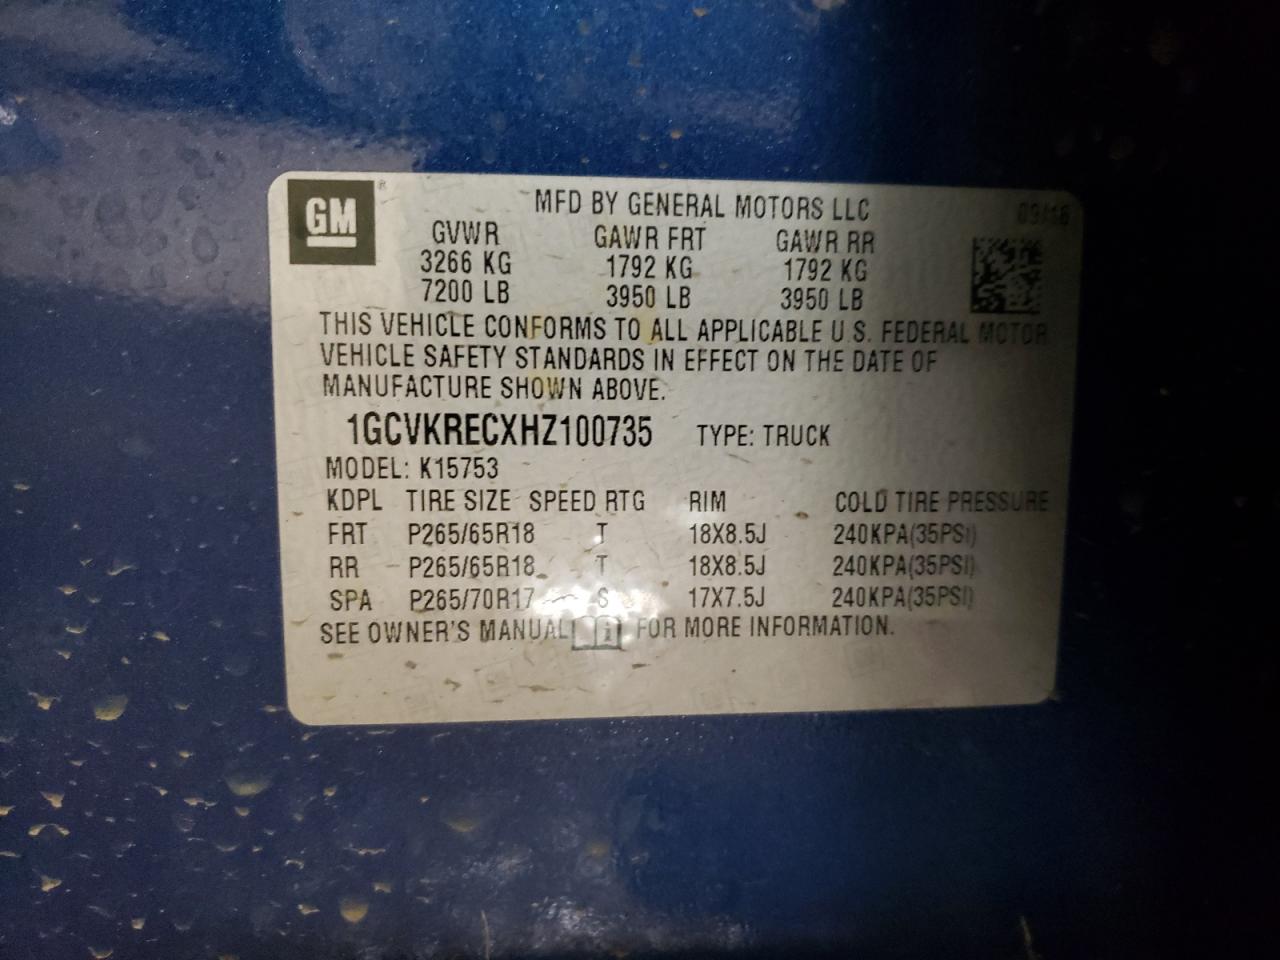 GM ®
MFD BY GENERAL MOTORS LLC 09/16
GVWR GAWR FRT GAWR RR
3266 KG 1792 KG 1792 KG
7200 LB 3950 LB 3950 LB
THIS VEHICLE CONFORMS TO ALL APPLICABLE U.S. FEDERAL MOTOR
VEHICLE SAFETY STANDARDS IN EFFECT ON THE DATE OF
MANUFACTURE SHOWN ABOVE.
1GCVKRECXHZ100735 TYPE: TRUCK
MODEL: K15753
KDPL TIRE SIZE SPEED RTG RIM COLD TIRE PRESSURE
FRT P265/65R18 T 18X8.5J 240KPA(35PSI)
RR P265/65R18 T 18X8.5J 240KPA(35PSI)
SPA P265/70R17 S 17X7.5J 240KPA(35PSI)
SEE OWNER'S MANUAL i FOR MORE INFORMATION.